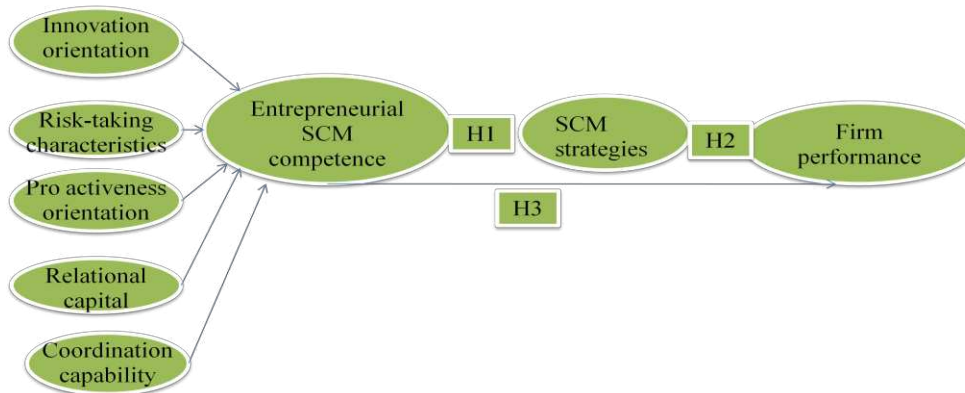 Innovation
orientation
Risk-taking
characteristics
Pro activeness
orientation
Relational
capital
Coordination
capability
Entrepreneurial
SCM
competence
H1
SCM
strategies
H2
Firm
performance
H3